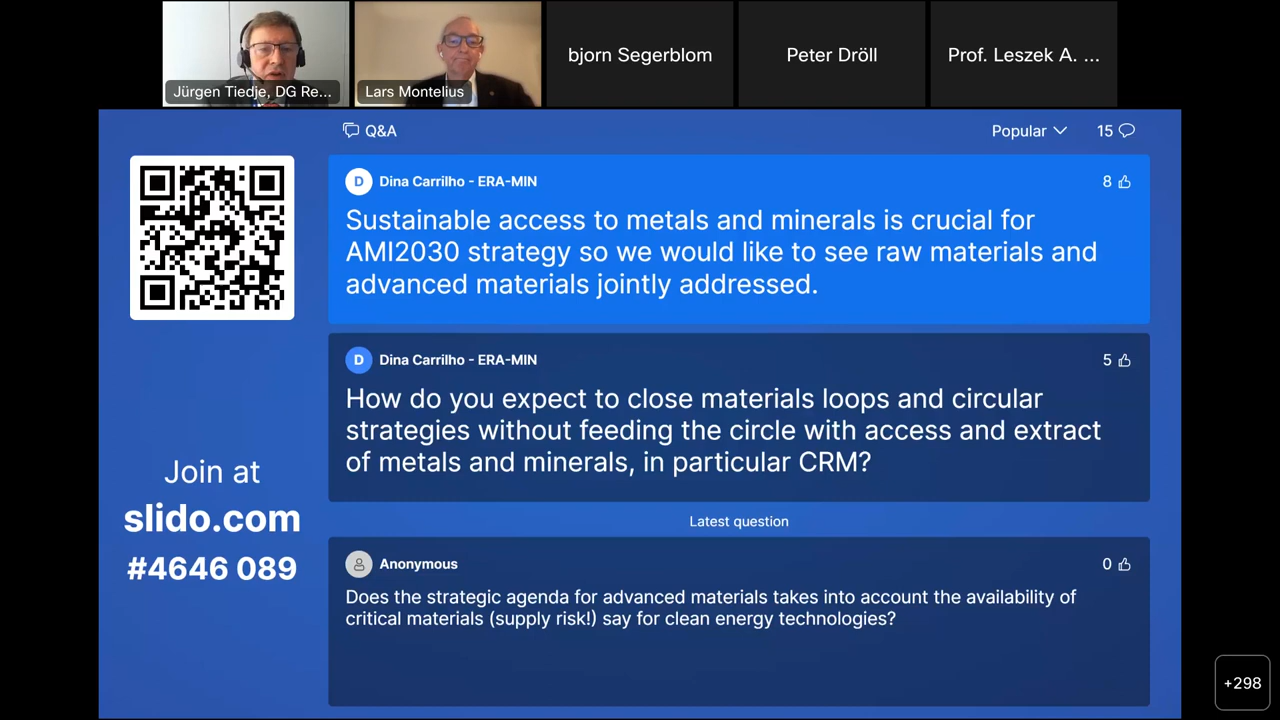 Jürgen Tiedje, DG Re...
Lars Montelius
bjorn Segerblom
Peter Dröll
Prof. Leszek A. ...
Q&A
Popular
15
D
Dina Carrilho - ERA-MIN
8
Sustainable access to metals and minerals is crucial for
AMI2030 strategy so we would like to see raw materials and
advanced materials jointly addressed.
D
Dina Carrilho - ERA-MIN
5
How do you expect to close materials loops and circular
strategies without feeding the circle with access and extract
of metals and minerals, in particular CRM?
Join at
slido.com
#4646 089
Latest question
Anonymous
0
Does the strategic agenda for advanced materials takes into account the availability of
critical materials (supply risk!) say for clean energy technologies?
+298